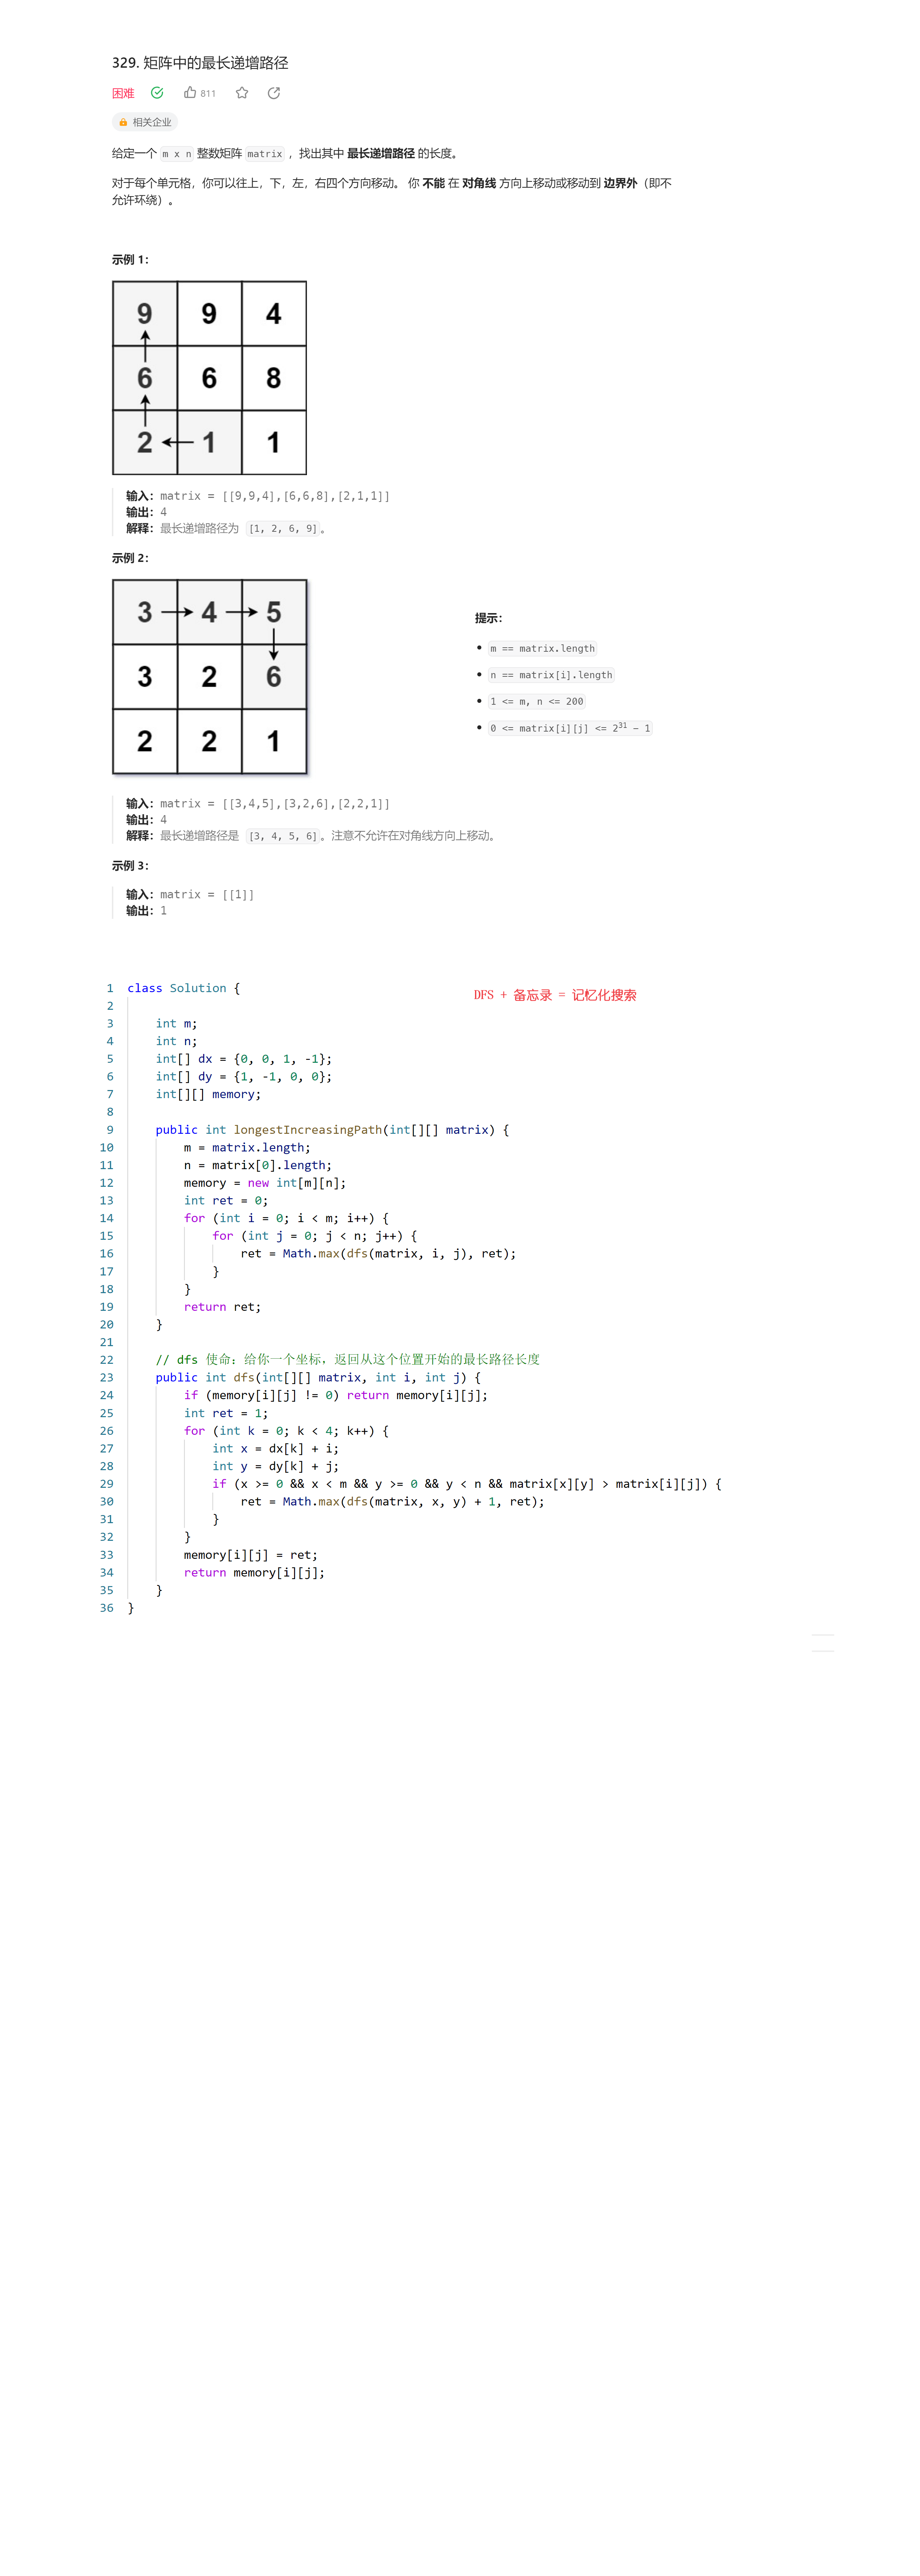 329. 矩阵中的最长递增路径
困难 811
相关企业
给定一个 m x n 整数矩阵 matrix ，找出其中 最长递增路径 的长度。
对于每个单元格，你可以往上，下，左，右四个方向移动。 你 不能 在 对角线 方向上移动或移动到 边界外（即不
允许环绕）。
示例 1：
9 9 4
6 6 8
2 1 1
输入：matrix = [[9,9,4],[6,6,8],[2,1,1]]
输出：4
解释：最长递增路径为 [1, 2, 6, 9]。
示例 2：
3 4 5
3 2 6
2 2 1
输入：matrix = [[3,4,5],[3,2,6],[2,2,1]]
输出：4
解释：最长递增路径是 [3, 4, 5, 6]。注意不允许在对角线方向上移动。
示例 3：
输入：matrix = [[1]]
输出：1
提示：
m == matrix.length
n == matrix[i].length
1 <= m, n <= 200
0 <= matrix[i][j] <= 2^31 - 1
DFS + 备忘录 = 记忆化搜索
1 class Solution {
2
3     int m;
4     int n;
5     int[] dx = {0, 0, 1, -1};
6     int[] dy = {1, -1, 0, 0};
7     int[][] memory;
8
9     public int longestIncreasingPath(int[][] matrix) {
10         m = matrix.length;
11         n = matrix[0].length;
12         memory = new int[m][n];
13         int ret = 0;
14         for (int i = 0; i < m; i++) {
15             for (int j = 0; j < n; j++) {
16                 ret = Math.max(dfs(matrix, i, j), ret);
17             }
18         }
19         return ret;
20     }
21
22     // dfs 使命：给你一个坐标，返回从这个位置开始的最长路径长度
23     public int dfs(int[][] matrix, int i, int j) {
24         if (memory[i][j] != 0) return memory[i][j];
25         int ret = 1;
26         for (int k = 0; k < 4; k++) {
27             int x = dx[k] + i;
28             int y = dy[k] + j;
29             if (x >= 0 && x < m && y >= 0 && y < n && matrix[x][y] > matrix[i][j]) {
30                 ret = Math.max(dfs(matrix, x, y) + 1, ret);
31             }
32         }
33         memory[i][j] = ret;
34         return memory[i][j];
35     }
36 }